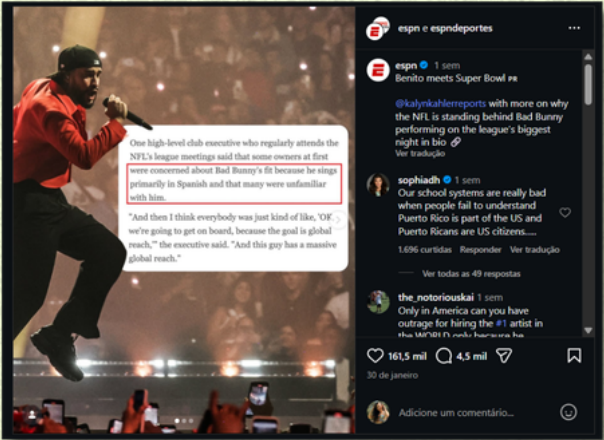 One high-level club executive who regularly attends the
NFL's league meetings said that some owners at first
were concerned about Bad Bunny's fit because he sings
primarily in Spanish and that many were unfamiliar
with him.
"And then I think everybody was just kind of like, 'OK
we're going to get on board, because the goal is global
reach,'" the executive said. "And this guy has a massive
global reach."
espn e espndeportes
espn 1 sem
Benito meets Super Bowl PR
@kalynkahlerreports with more on why
the NFL is standing behind Bad Bunny
performing on the league's biggest
night in bio
Ver tradução
sophiadh 1 sem
Our school systems are really bad
when people fail to understand
Puerto Rico is part of the US and
Puerto Ricans are US citizens.....
1.696 curtidas Responder Ver tradução
Ver todas as 49 respostas
the_notoriouskai 1 sem
Only in America can you have
outrage for hiring the #1 artist in
the WORLD only because he
161,5 mil 4,5 mil
30 de janeiro
Adicione um comentário...